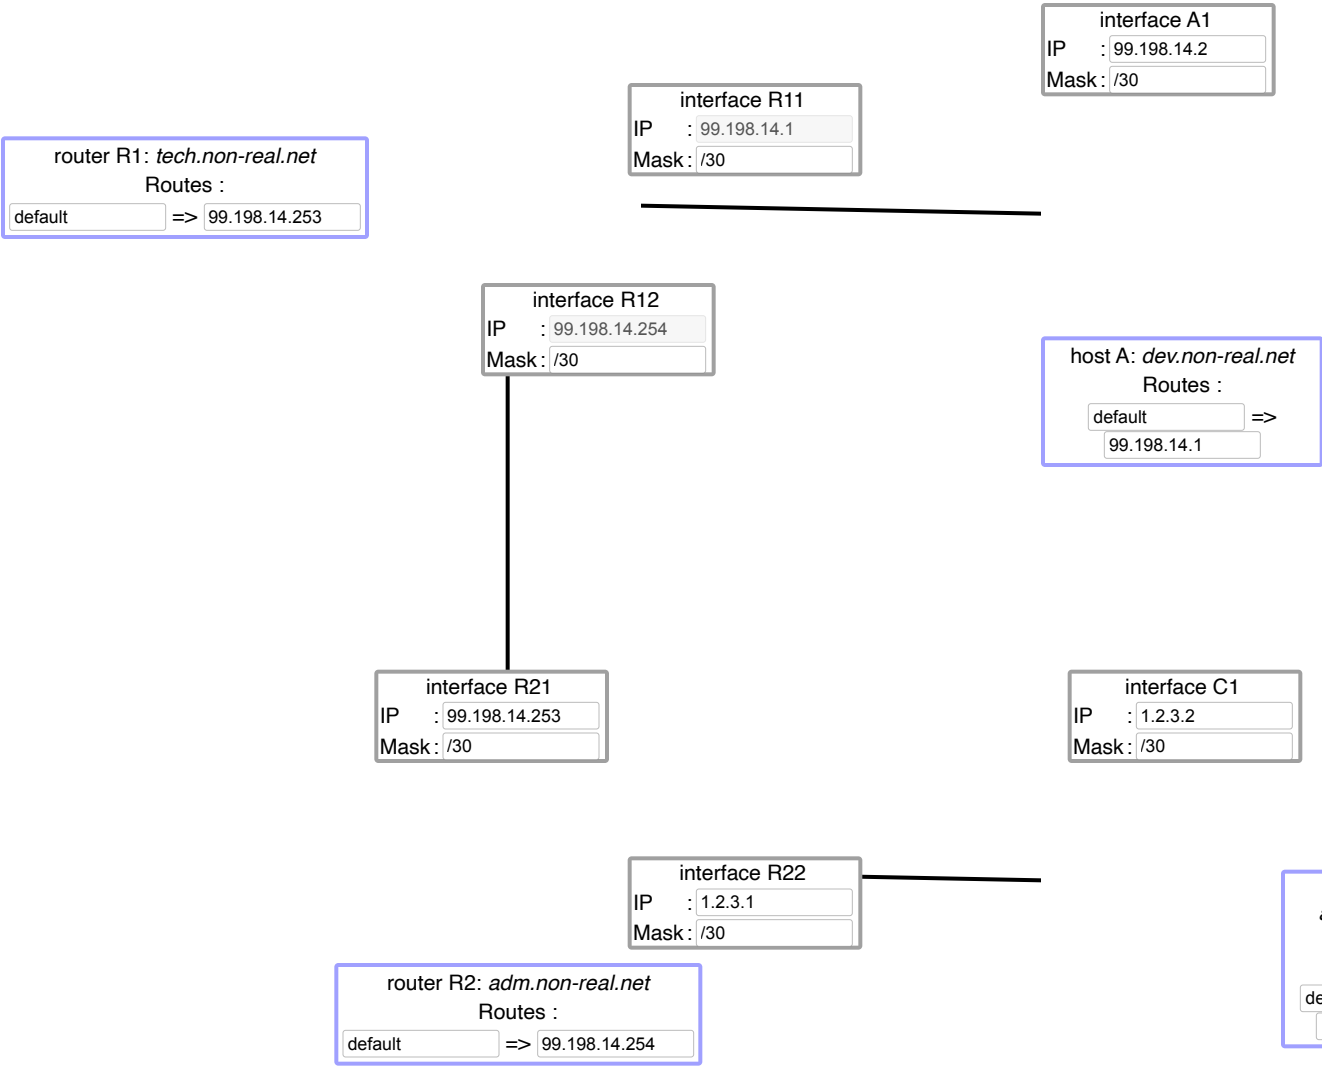 interface A1
IP : 99.198.14.2
Mask : /30
interface R11
IP : 99.198.14.1
Mask : /30
router R1: tech.non-real.net
Routes :
default => 99.198.14.253
interface R12
IP : 99.198.14.254
Mask : /30
host A: dev.non-real.net
Routes :
default =>
99.198.14.1
interface R21
IP : 99.198.14.253
Mask : /30
interface C1
IP : 1.2.3.2
Mask : /30
interface R22
IP : 1.2.3.1
Mask : /30
router R2: adm.non-real.net
Routes :
default => 99.198.14.254